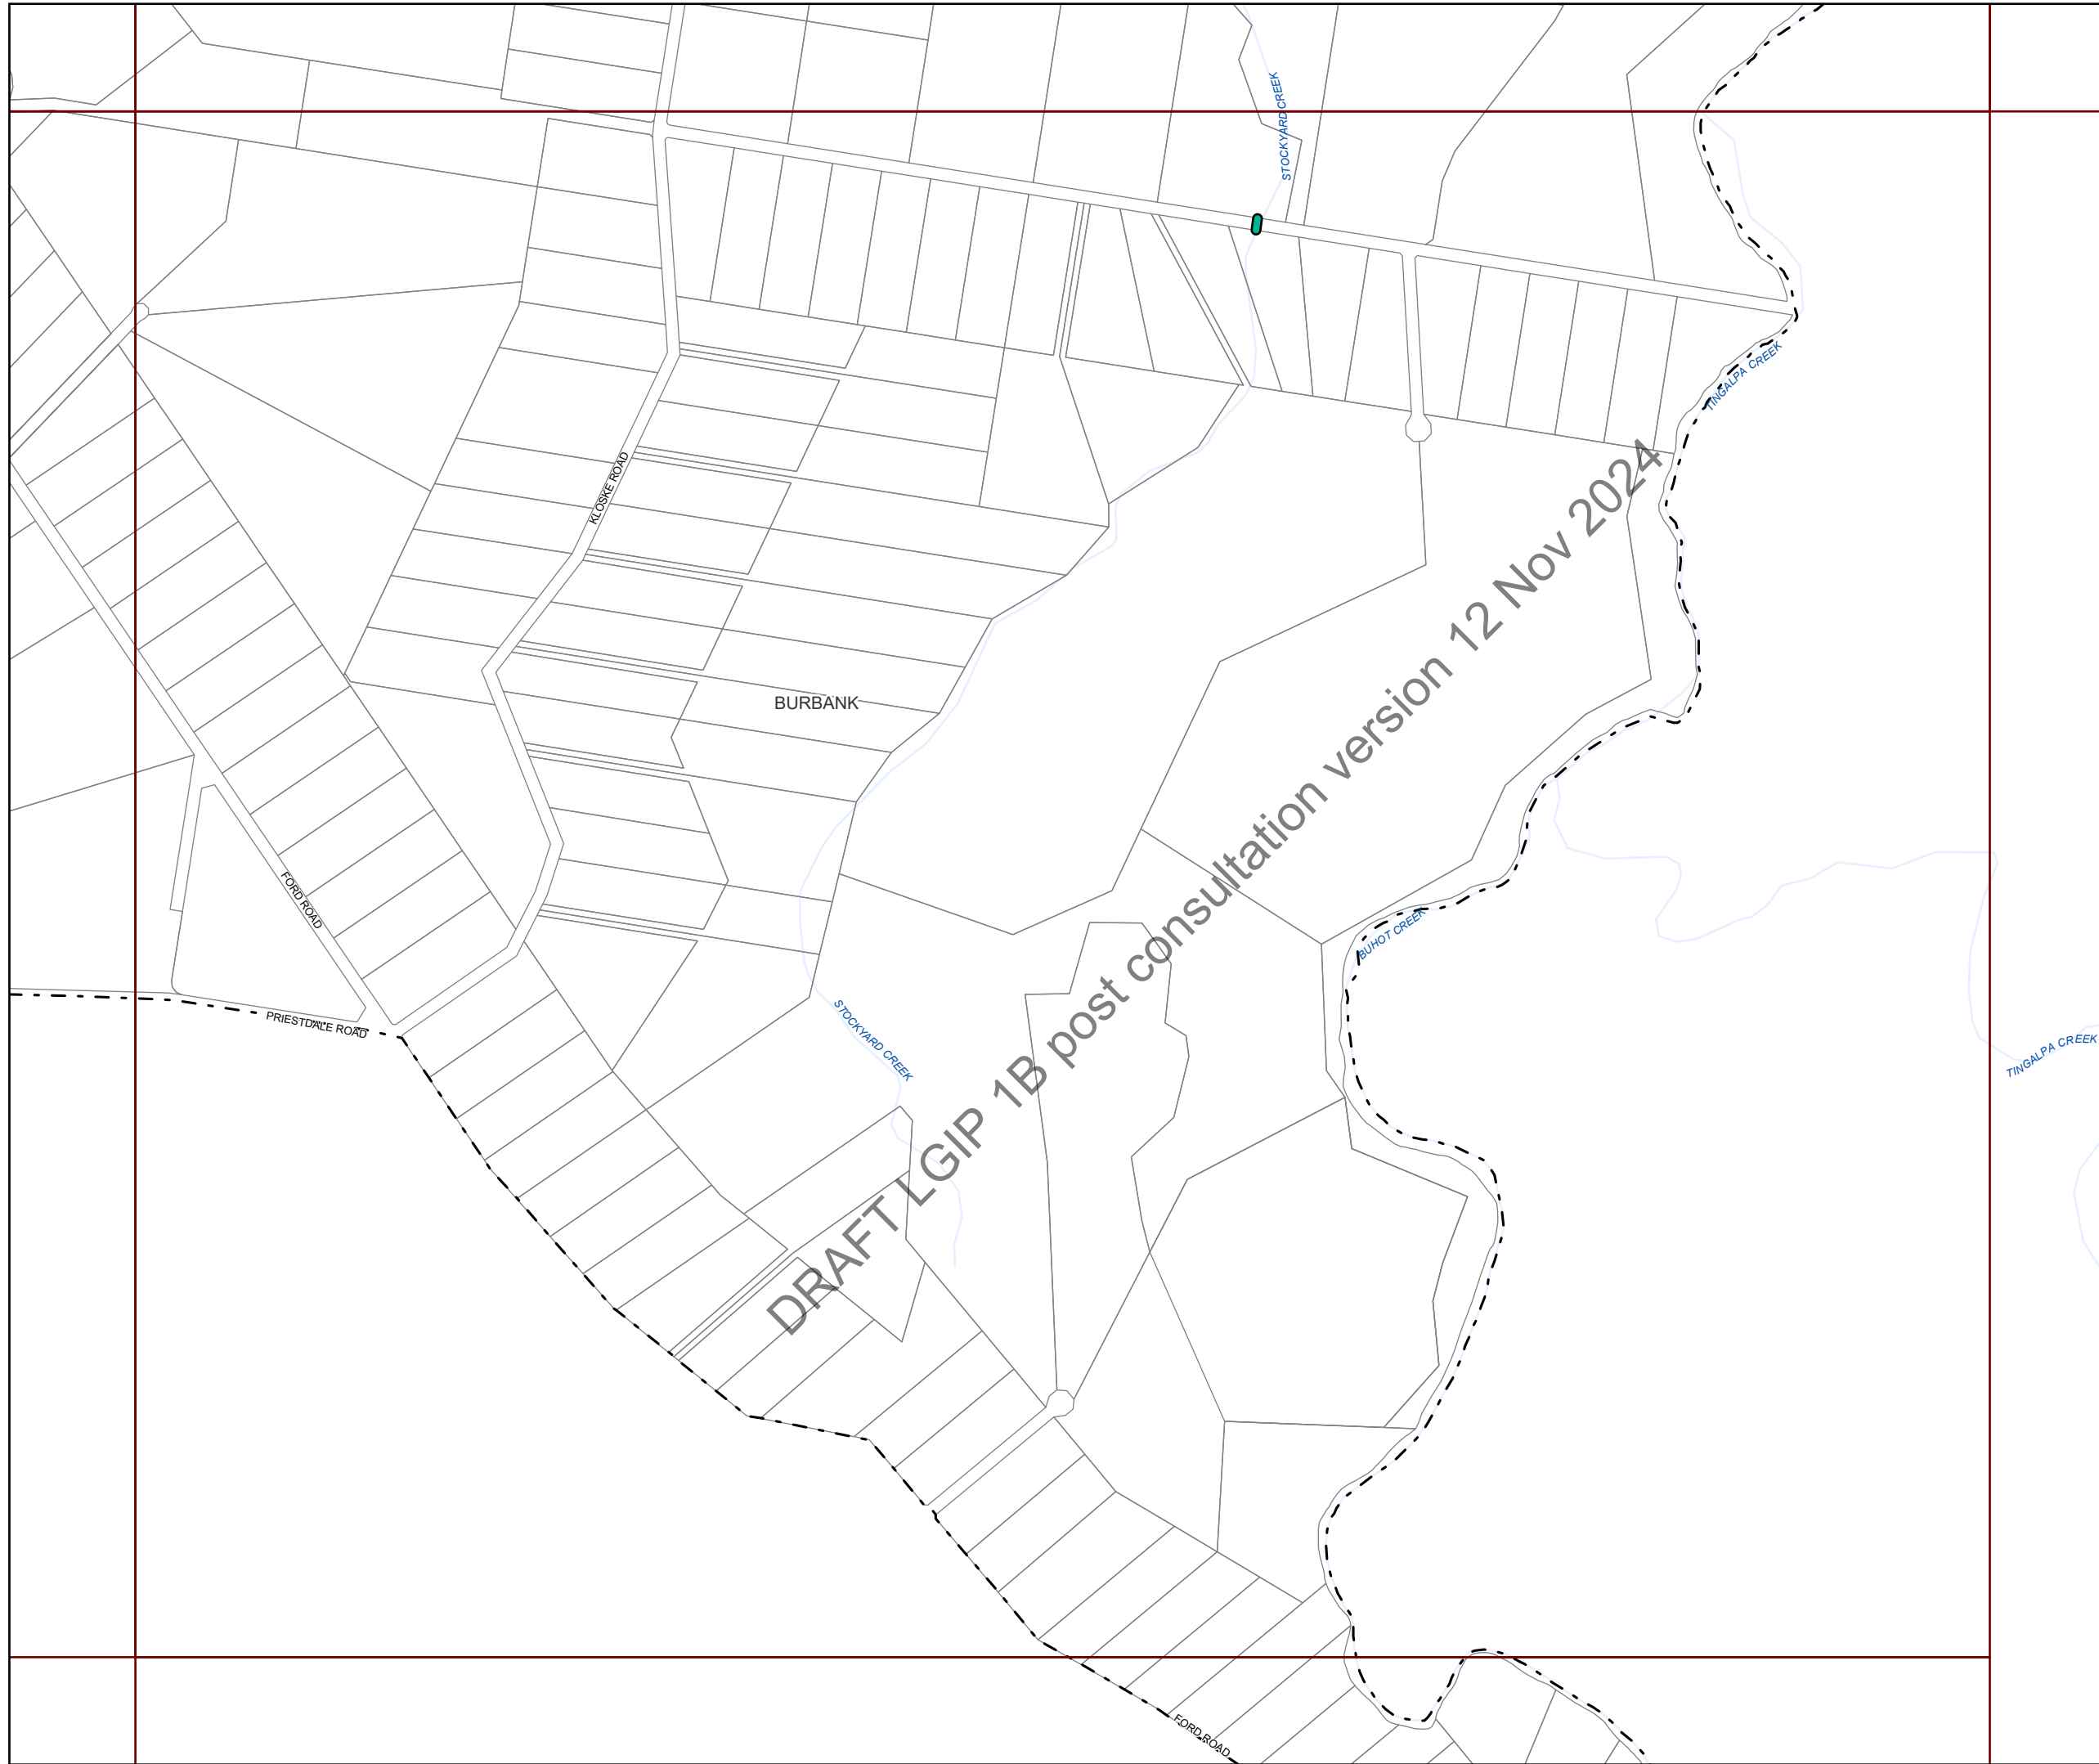 STOCKYARD CREEK
TINGALPA CREEK
KLOSKE ROAD
BURBANK
DRAFT LGIP 1B post consultation version 12 Nov 2024
FORD ROAD
BUHOT CREEK
PRIESTDALE ROAD
STOCKYARD CREEK
TINGALPA CREEK
FORD ROAD